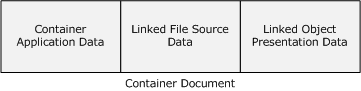 Container
Application Data
Linked File Source
Data
Linked Object
Presentation Data
Container Document